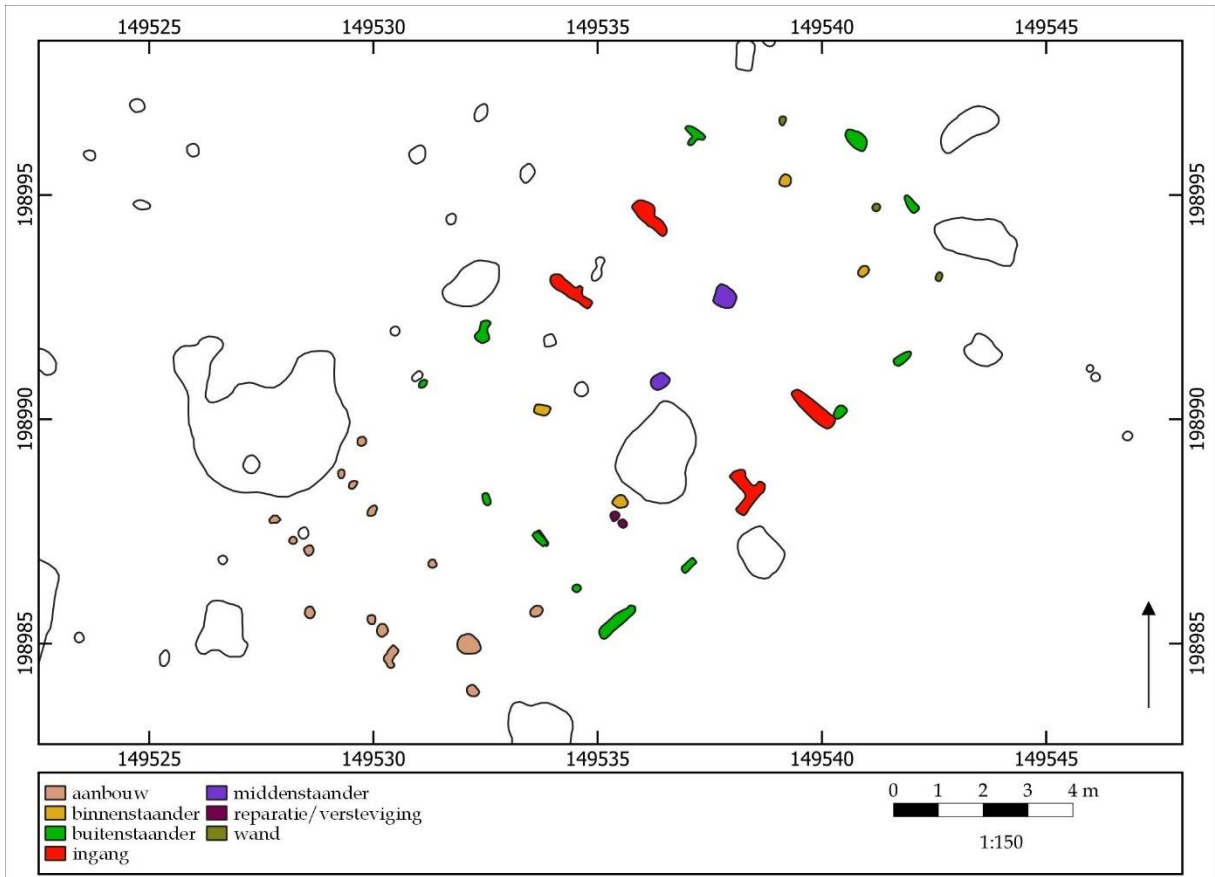 149525 149530 149535 149540 149545
198995 198995
198990 198990
198985 198985
149525 149530 149535 149540 149545
aanbouw middenstaander
binnenstaander reparatie/versteviging
buitenstaander wand
ingang
0 1 2 3 4 m
1:150